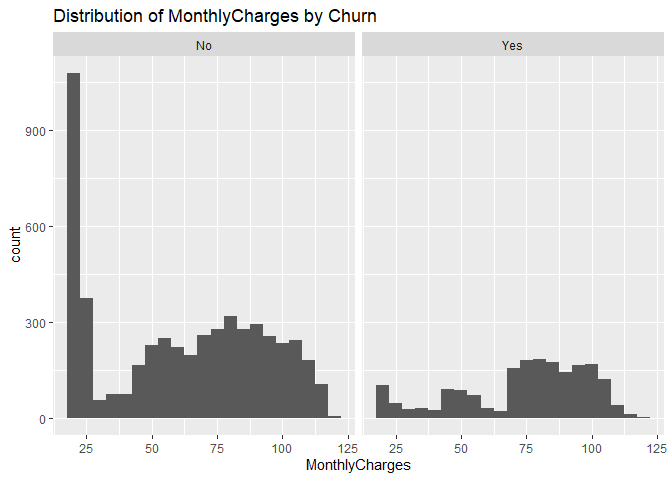 Distribution of MonthlyCharges by Churn
No Yes
900
600
300
0
25 50 75 100 125 25 50 75 100 125
count
MonthlyCharges